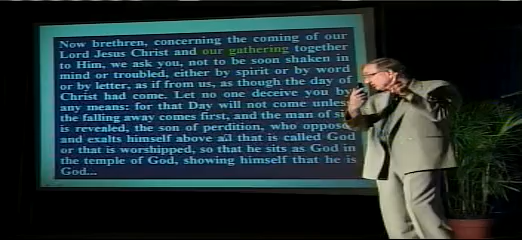 Now brethren, concerning the coming of our
Lord Jesus Christ and our gathering together
to Him, we ask you, not to be soon shaken in
mind or troubled, either by spirit or by word
or by letter, as if from us, as though the day of
Christ had come. Let no one deceive you by
any means: for that Day will not come unless
the falling away comes first, and the man of si
is revealed, the son of perdition, who oppose
and exalts himself above all that is called God
or that is worshipped, so that he sits as God in
the temple of God, showing himself that he is
God...